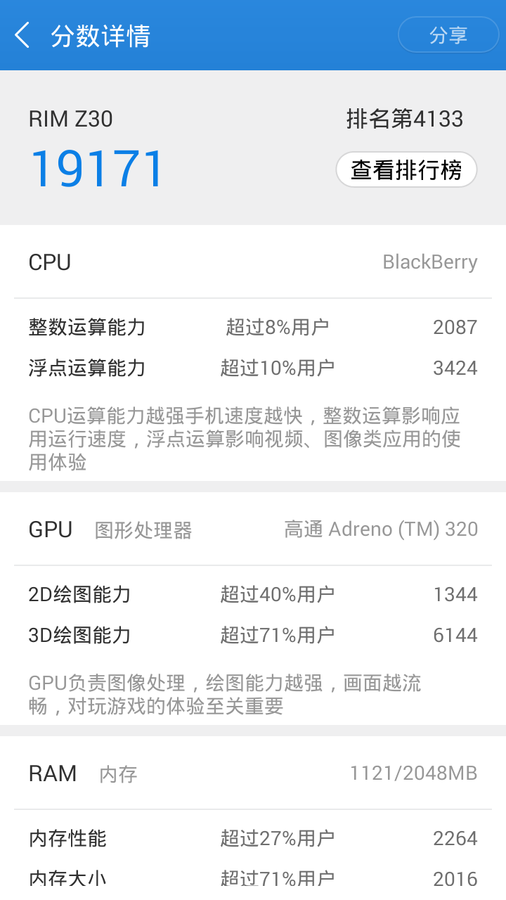 分数详情 分享
RIM Z30 排名第4133
19171 查看排行榜
CPU BlackBerry
整数运算能力 超过8%用户 2087
浮点运算能力 超过10%用户 3424
CPU运算能力越强手机速度越快，整数运算影响应
用运行速度，浮点运算影响视频、图像类应用的使
用体验
GPU 图形处理器 高通 Adreno (TM) 320
2D绘图能力 超过40%用户 1344
3D绘图能力 超过71%用户 6144
GPU负责图像处理，绘图能力越强，画面越流
畅，对玩游戏的体验至关重要
RAM 内存 1121/2048MB
内存性能 超过27%用户 2264
内存大小 超过71%用户 2016